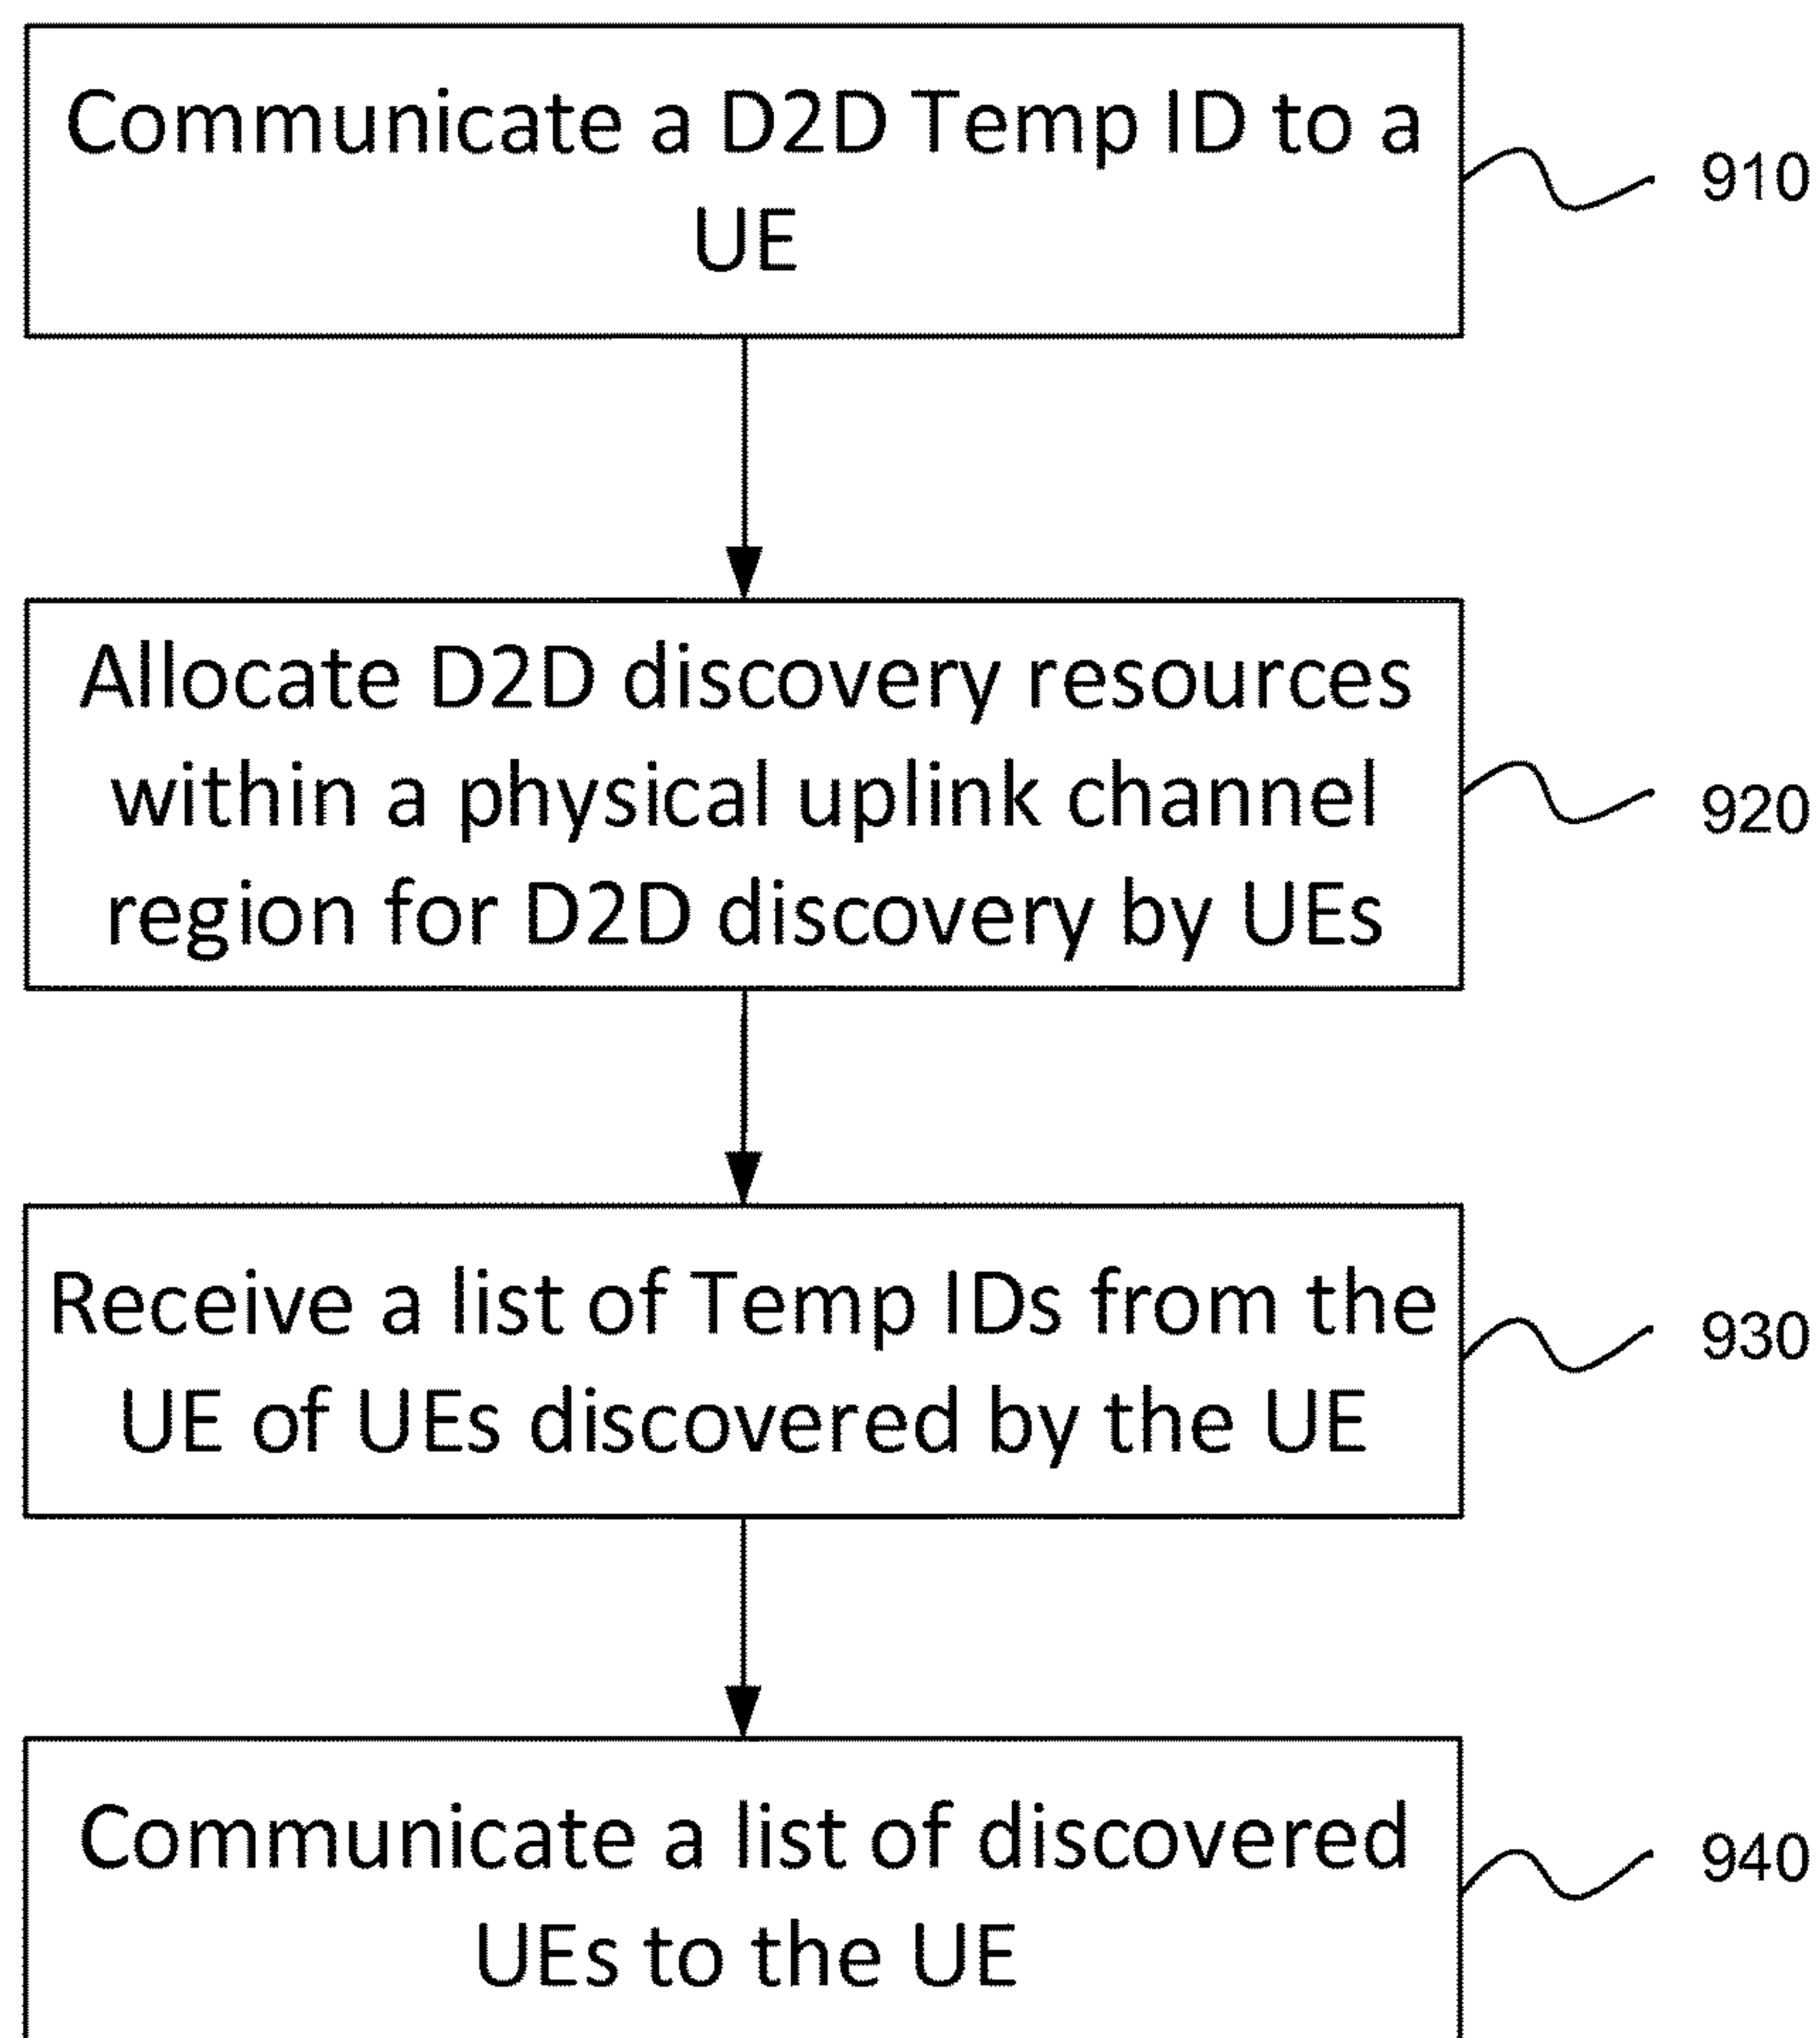 Communicate a D2D Temp ID to a
UE
910
Allocate D2D discovery resources
within a physical uplink channel
region for D2D discovery by UEs
920
Receive a list of Temp IDs from the
UE of UEs discovered by the UE
930
Communicate a list of discovered
UEs to the UE
940